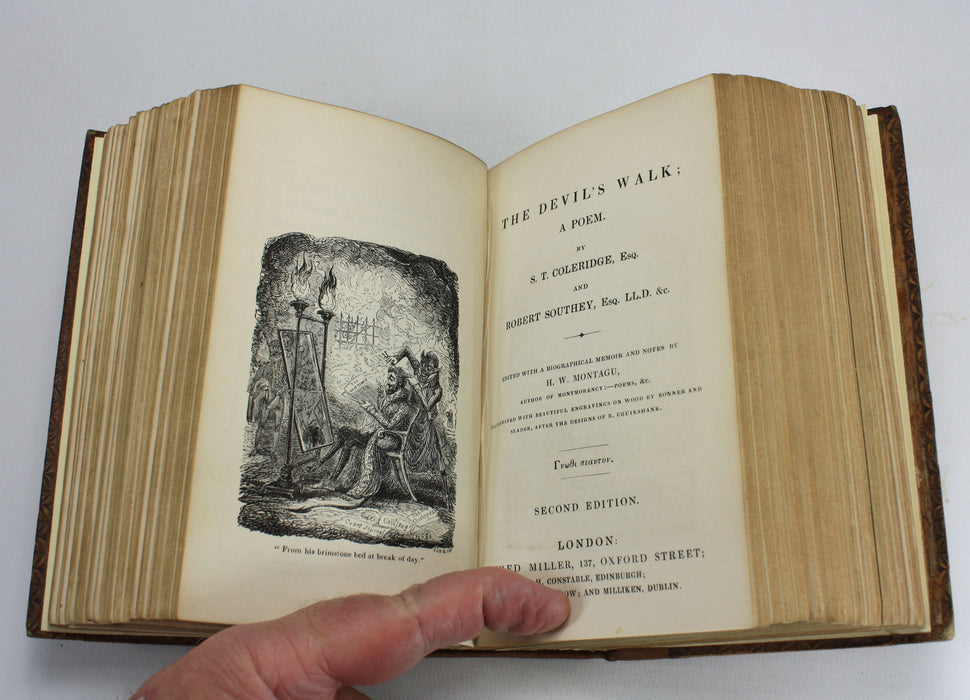 "From his brimstone bed at break of day."
THE DEVIL'S WALK;
A POEM.
BY
S. T. COLERIDGE, Esq.
AND
ROBERT SOUTHEY, Esq. LL.D. &c.
EDITED WITH A BIOGRAPHICAL MEMOIR AND NOTES BY
H. W. MONTAGU,
AUTHOR OF MONTMORENCY;—POEMS, &c.
WITH BEAUTIFUL ENGRAVINGS ON WOOD BY BONNER AND
SLADER, AFTER THE DESIGNS OF R. CRUIKSHANK.
Γνωθι σεαυτον.
SECOND EDITION.
LONDON:
MILLER, 137, OXFORD STREET;
CONSTABLE, EDINBURGH;
AND MILLIKEN, DUBLIN.